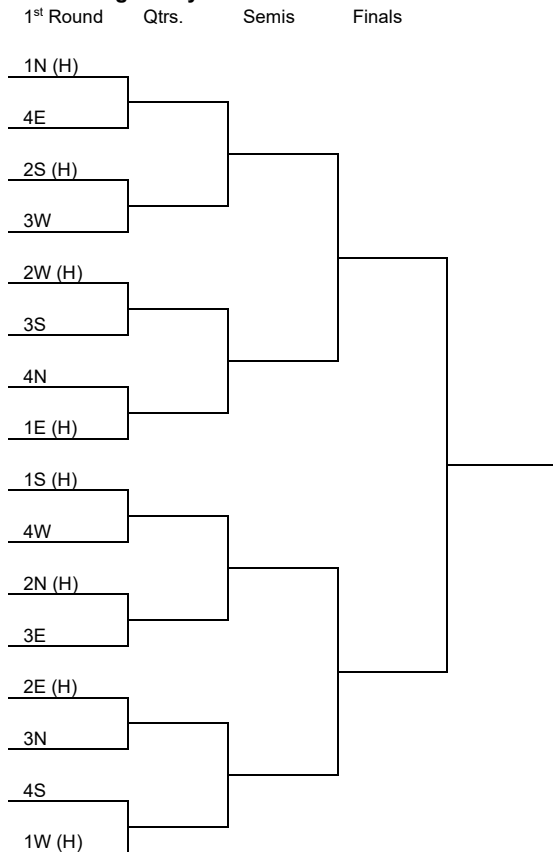 1st Round Qtrs. Semis Finals
1N (H)
4E
2S (H)
3W
2W (H)
3S
4N
1E (H)
1S (H)
4W
2N (H)
3E
2E (H)
3N
4S
1W (H)